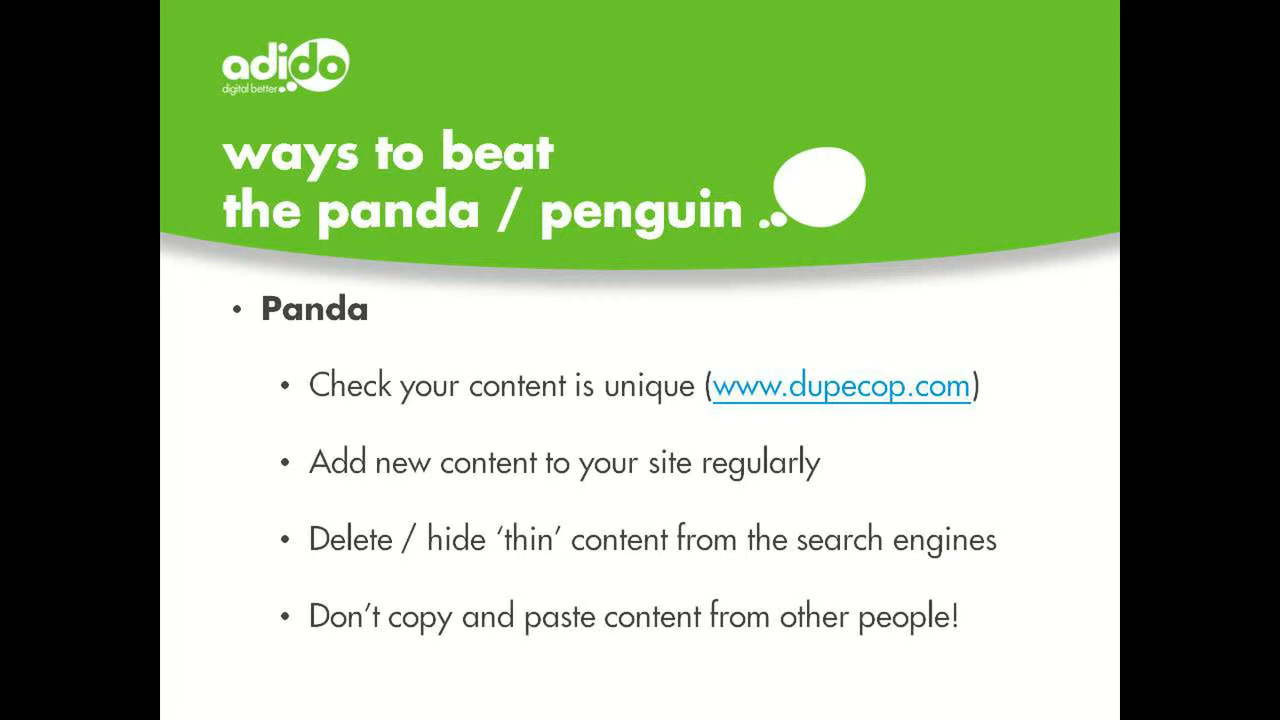 adido
digital better
ways to beat
the panda / penguin
• Panda
• Check your content is unique (www.dupecop.com)
• Add new content to your site regularly
• Delete / hide ‘thin’ content from the search engines
• Don’t copy and paste content from other people!